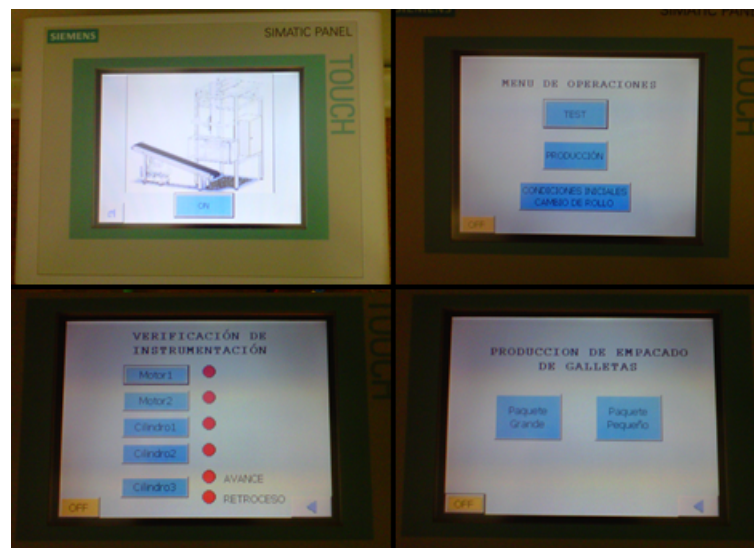 SIEMENS
SIMATIC PANEL
TOUCH
ON
MENU DE OPERACIONES
TEST
PRODUCCIÓN
CONDICIONES INICIALES
CAMBIO DE ROLLO
OFF
VERIFICACIÓN DE
INSTRUMENTACIÓN
Motor1
Motor2
Cilindro1
Cilindro2
Cilindro3
AVANCE
RETROCESO
OFF
PRODUCCION DE EMPACADO
DE GALLETAS
Paquete
Grande
Paquete
Pequeño
OFF